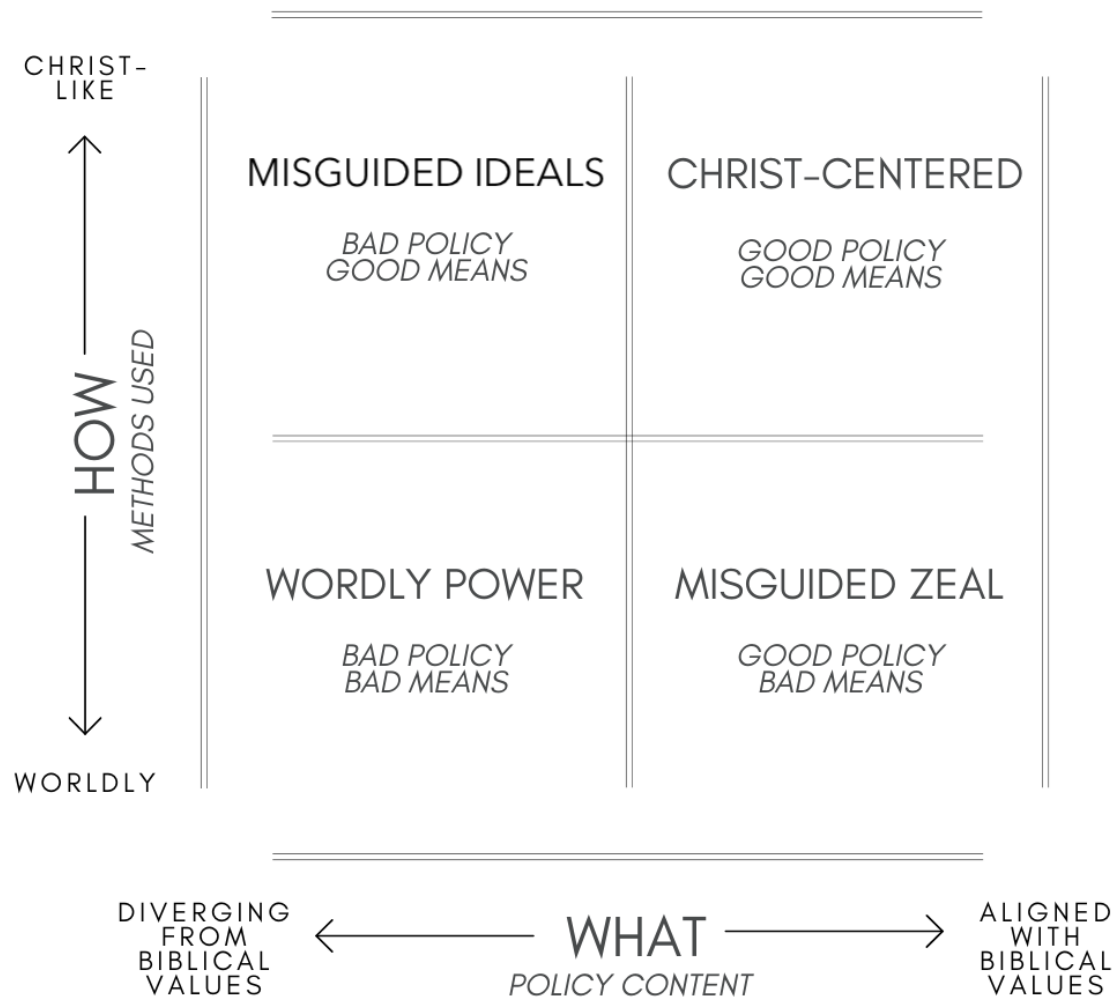 CHRIST-
LIKE
MISGUIDED IDEALS
BAD POLICY
GOOD MEANS
CHRIST-CENTERED
GOOD POLICY
GOOD MEANS
HOW
METHODS USED
WORDLY POWER
BAD POLICY
BAD MEANS
MISGUIDED ZEAL
GOOD POLICY
BAD MEANS
WORLDLY
DIVERGING
FROM
BIBLICAL
VALUES
WHAT
POLICY CONTENT
ALIGNED
WITH
BIBLICAL
VALUES